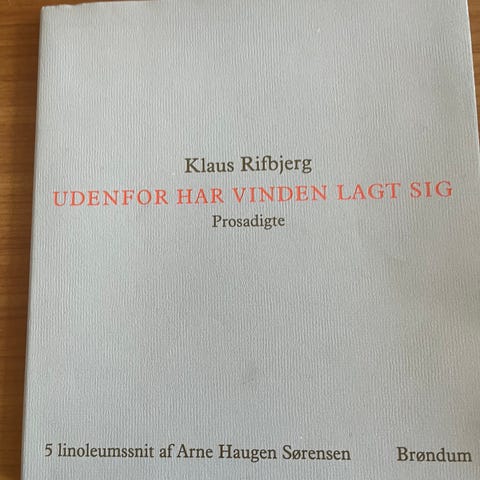 Klaus Rifbjerg
UDENFOR HAR VINDEN LAGT SIG
Prosadigte
5 linoleumssnit af Arne Haugen Sørensen Brøndum